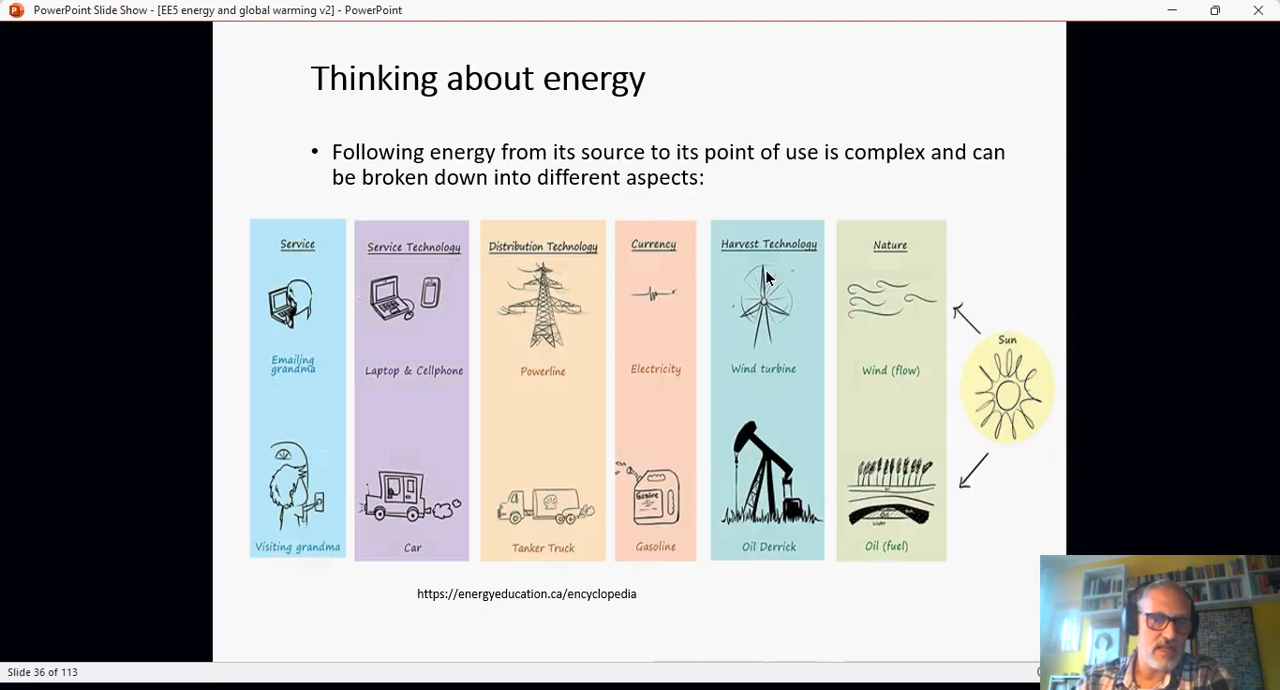 PowerPoint Slide Show - [EE5 energy and global warming v2] - PowerPoint
Thinking about energy
• Following energy from its source to its point of use is complex and can
be broken down into different aspects:
Service
Service Technology
Distribution Technology
Currency
Harvest Technology
Nature
Sun
Emailing
grandma
Laptop & Cellphone
Powerline
Electricity
Wind turbine
Wind (flow)
Visiting grandma
Car
Tanker Truck
Gasoline
Oil Derrick
Oil (fuel)
https://energyeducation.ca/encyclopedia
Slide 36 of 113